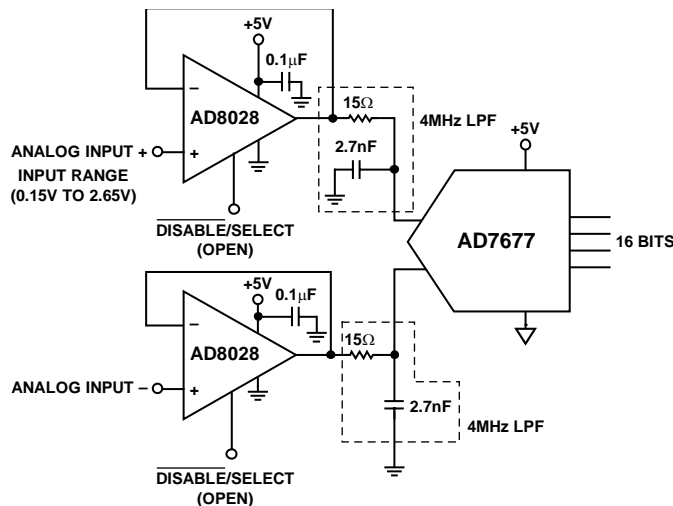 +5V
0.1μF
–
AD8028
+
15Ω
4MHz LPF
2.7nF
ANALOG INPUT +
INPUT RANGE
(0.15V TO 2.65V)
DISABLE/SELECT
(OPEN)
+5V
AD7677
16 BITS
+5V
0.1μF
–
AD8028
+
15Ω
2.7nF
4MHz LPF
ANALOG INPUT –
DISABLE/SELECT
(OPEN)